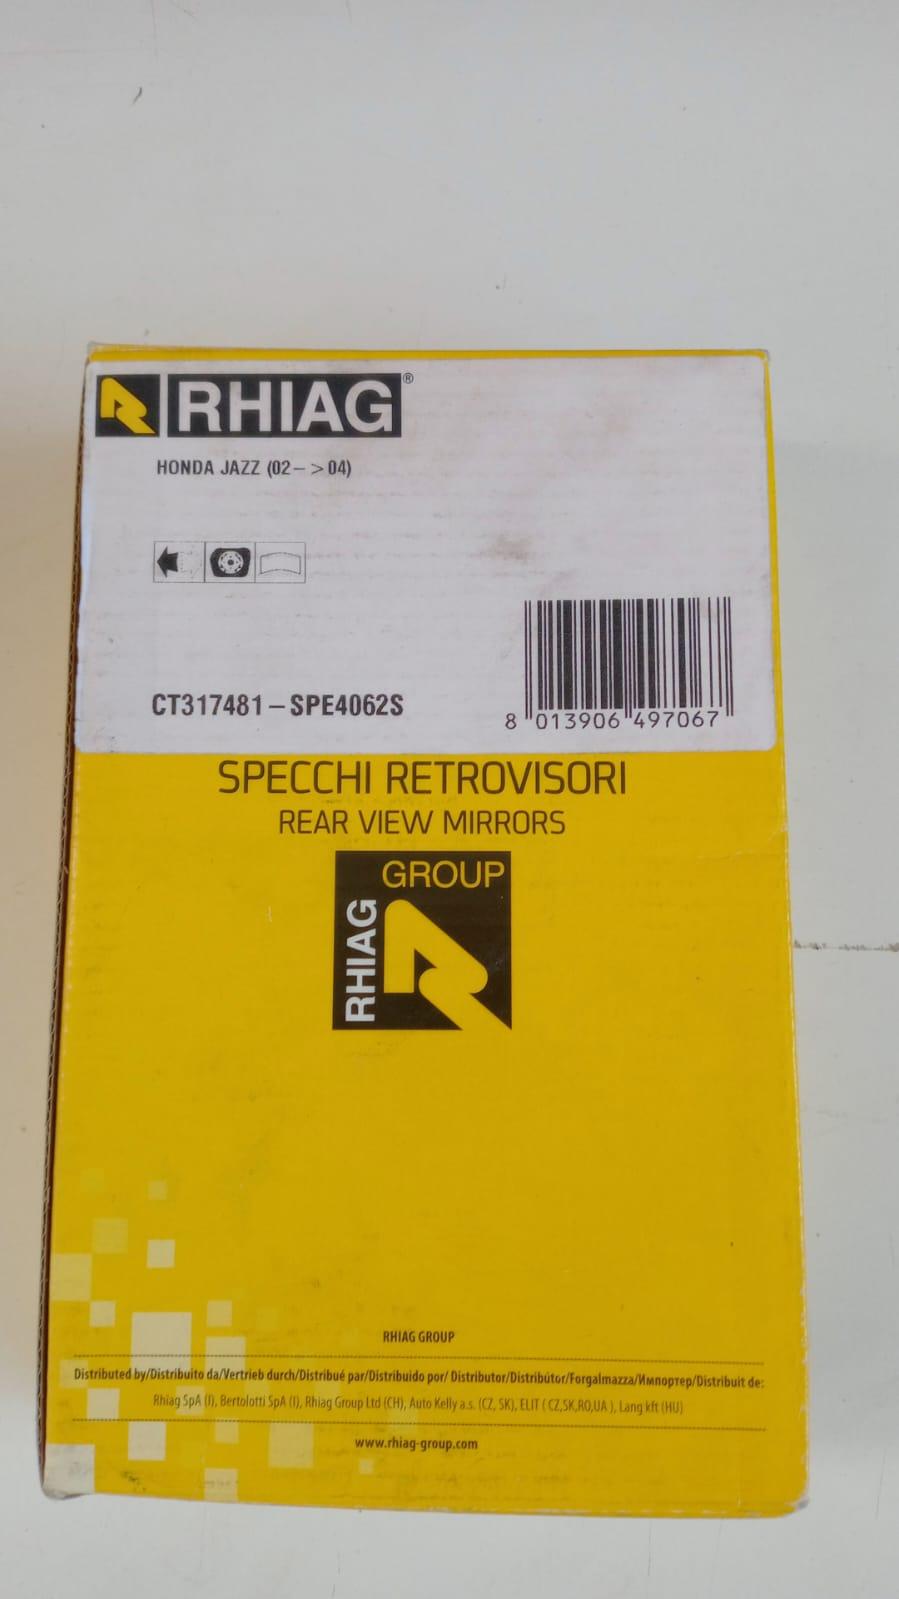 RHIAG®
HONDA JAZZ (02–>04)
CT317481–SPE4062S
8 013906 497067
SPECCHI RETROVISORI
REAR VIEW MIRRORS
GROUP
RHIAG
RHIAG GROUP
Distributed by/Distribuito da/Vertrieb durch/Distribué par/Distribuido por/ Distributor/Distribútor/Forgalmazza/Импортер/Distribuit de:
Rhiag SpA (I), Bertolotti SpA (I), Rhiag Group Ltd (CH), Auto Kelly a.s. (CZ, SK), ELIT ( CZ,SK,RO,UA ), Lang kft (HU)
www.rhiag-group.com